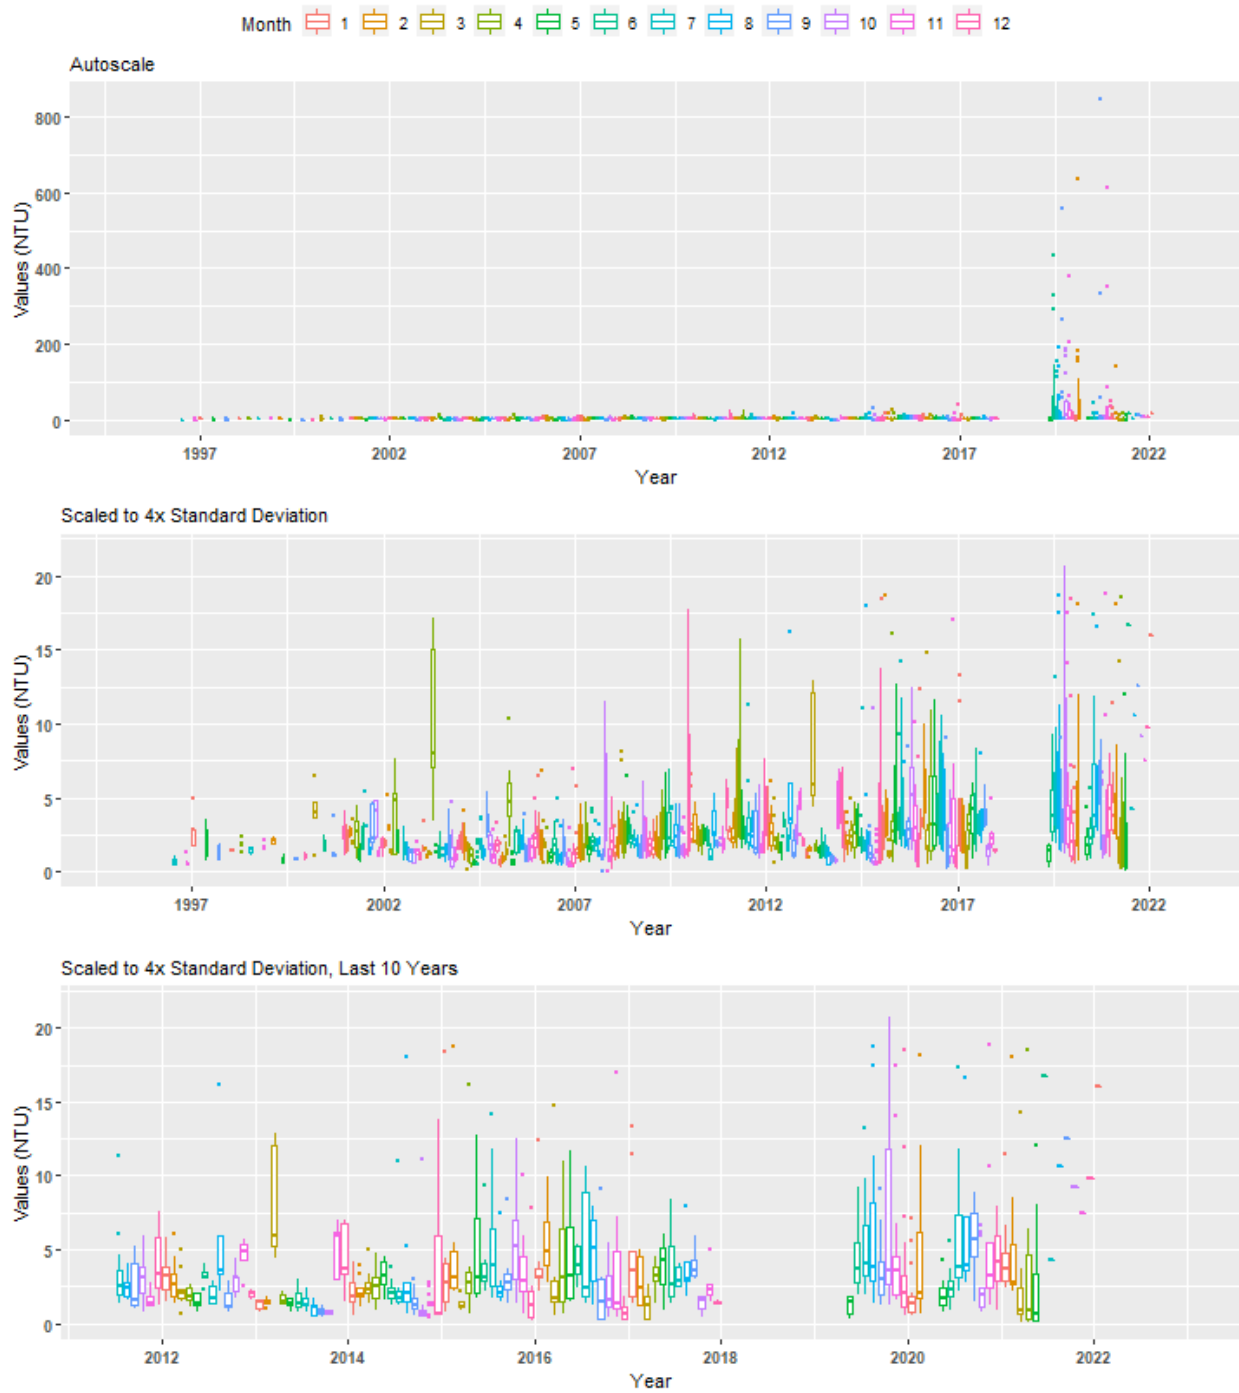 Month 1 2 3 4 5 6 7 8 9 10 11 12
Autoscale
Values (NTU)
800
600
400
200
0
1997 2002 2007 2012 2017 2022
Year
Scaled to 4x Standard Deviation
Values (NTU)
20
15
10
5
0
1997 2002 2007 2012 2017 2022
Year
Scaled to 4x Standard Deviation, Last 10 Years
Values (NTU)
20
15
10
5
0
2012 2014 2016 2018 2020 2022
Year